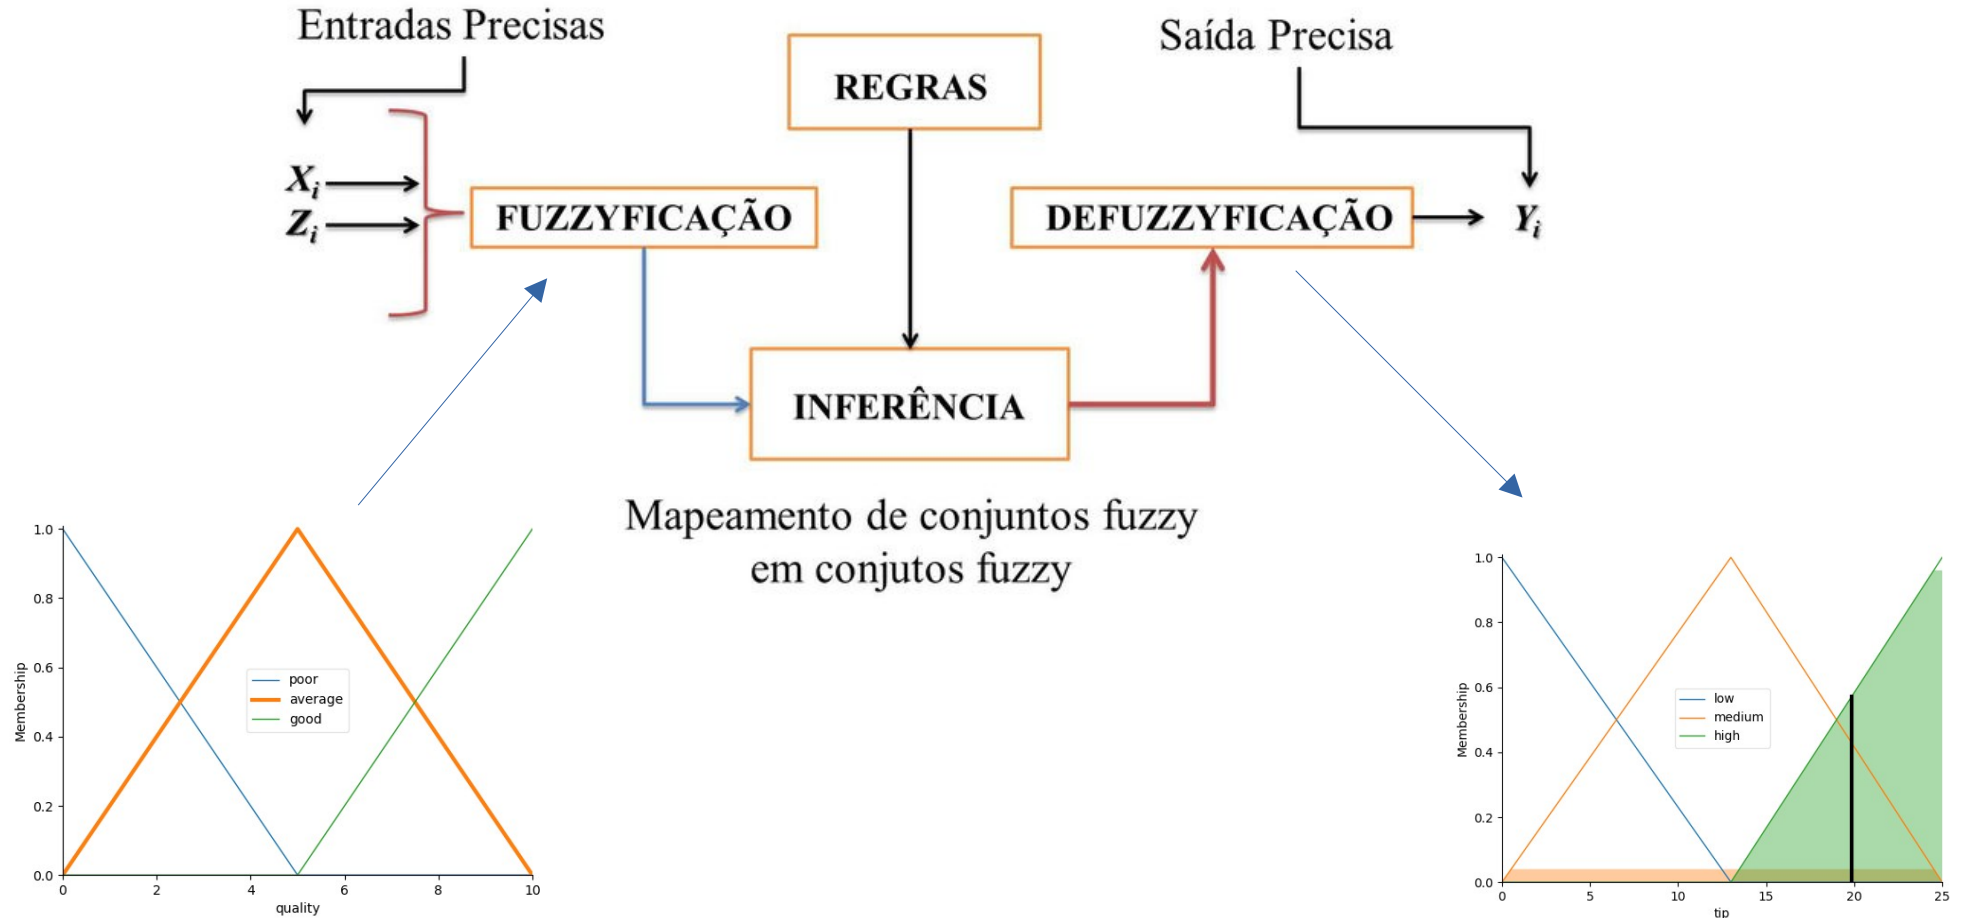 Entradas Precisas
Saída Precisa
REGRAS
X_i
Z_i
FUZZYFICAÇÃO
DEFUZZYFICAÇÃO
Y_i
INFERÊNCIA
Mapeamento de conjuntos fuzzy
em conjutos fuzzy
1.0
0.8
0.6
0.4
0.2
0.0
Membership
poor
average
good
0 2 4 6 8 10
quality
1.0
0.8
0.6
0.4
0.2
0.0
Membership
low
medium
high
0 5 10 15 20 25
tip